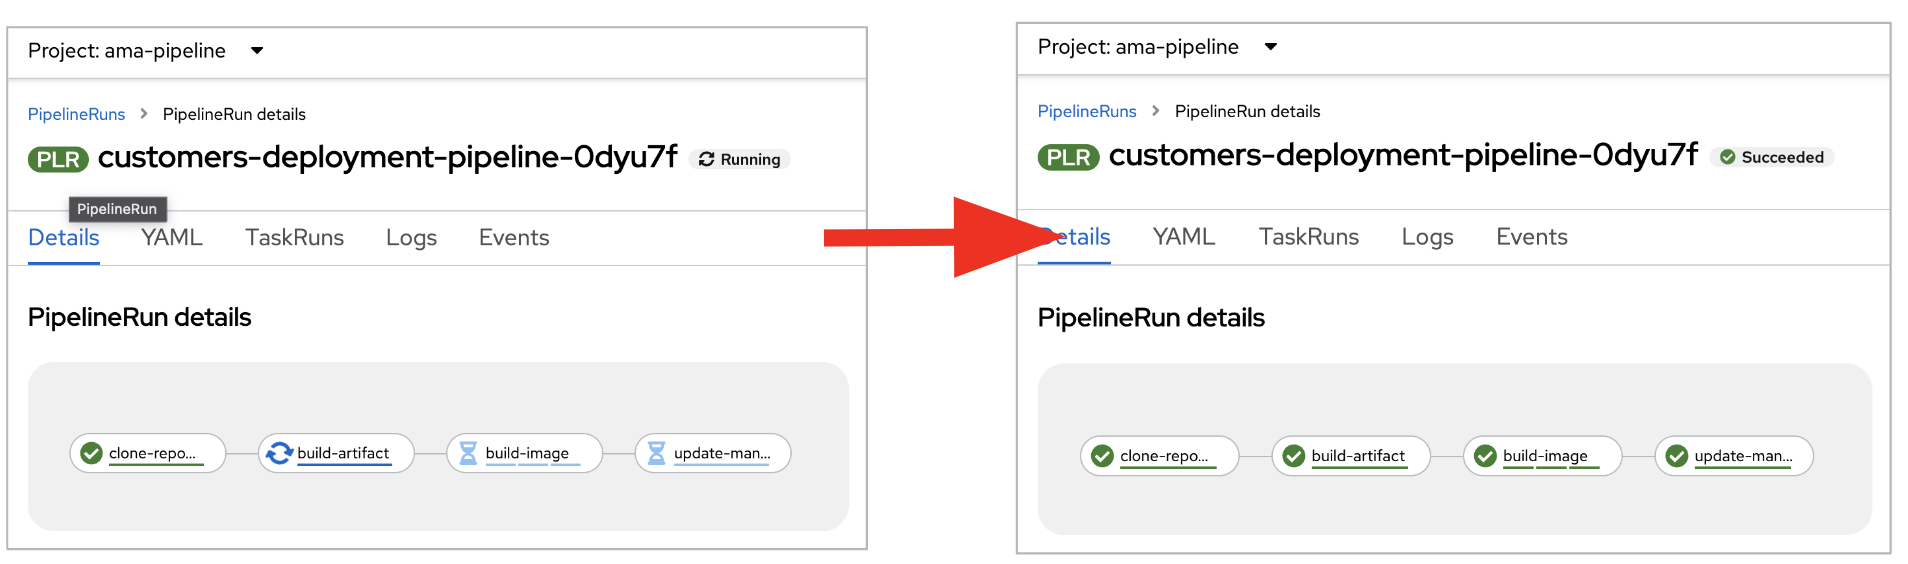 Project: ama-pipeline
PipelineRuns > PipelineRun details
PLR customers-deployment-pipeline-0dyu7f Running
PipelineRun
Details YAML TaskRuns Logs Events
PipelineRun details
clone-repo... build-artifact build-image update-man...
Project: ama-pipeline
PipelineRuns > PipelineRun details
PLR customers-deployment-pipeline-0dyu7f Succeeded
Details YAML TaskRuns Logs Events
PipelineRun details
clone-repo... build-artifact build-image update-man...